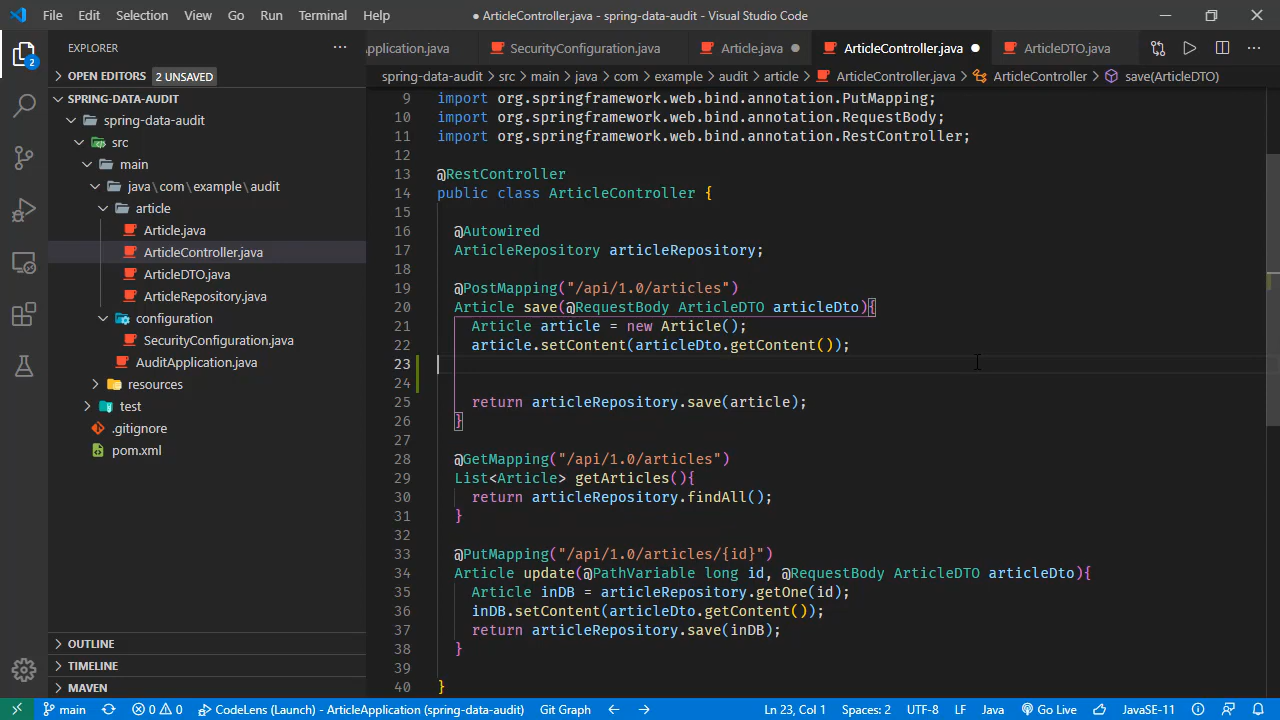 File Edit Selection View Go Run Terminal Help
● ArticleController.java - spring-data-audit - Visual Studio Code
EXPLORER
OPEN EDITORS 2 UNSAVED
SPRING-DATA-AUDIT
spring-data-audit
src
main
java\com\example\audit
article
Article.java
ArticleController.java
ArticleDTO.java
ArticleRepository.java
configuration
SecurityConfiguration.java
AuditApplication.java
resources
test
.gitignore
pom.xml
OUTLINE
TIMELINE
MAVEN
2
pplication.java SecurityConfiguration.java Article.java ArticleController.java ArticleDTO.java
spring-data-audit > src > main > java > com > example > audit > article > ArticleController.java > ArticleController > save(ArticleDTO)
9 import org.springframework.web.bind.annotation.PutMapping;
10 import org.springframework.web.bind.annotation.RequestBody;
11 import org.springframework.web.bind.annotation.RestController;
12
13 @RestController
14 public class ArticleController {
15
16 @Autowired
17 ArticleRepository articleRepository;
18
19 @PostMapping("/api/1.0/articles")
20 Article save(@RequestBody ArticleDTO articleDto){
21 Article article = new Article();
22 article.setContent(articleDto.getContent());
23
24
25 return articleRepository.save(article);
26 }
27
28 @GetMapping("/api/1.0/articles")
29 List<Article> getArticles(){
30 return articleRepository.findAll();
31 }
32
33 @PutMapping("/api/1.0/articles/{id}")
34 Article update(@PathVariable long id, @RequestBody ArticleDTO articleDto){
35 Article inDB = articleRepository.getOne(id);
36 inDB.setContent(articleDto.getContent());
37 return articleRepository.save(inDB);
38 }
39
40 }
main 0 0 CodeLens (Launch) - ArticleApplication (spring-data-audit) Git Graph Ln 23, Col 1 Spaces: 2 UTF-8 LF Java Go Live JavaSE-11